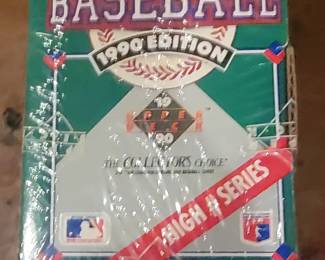 BASEBALL
1990 EDITION
19
UPPER
DECK
90
THE COLLECTOR'S CHOICE
HIGH # SERIES